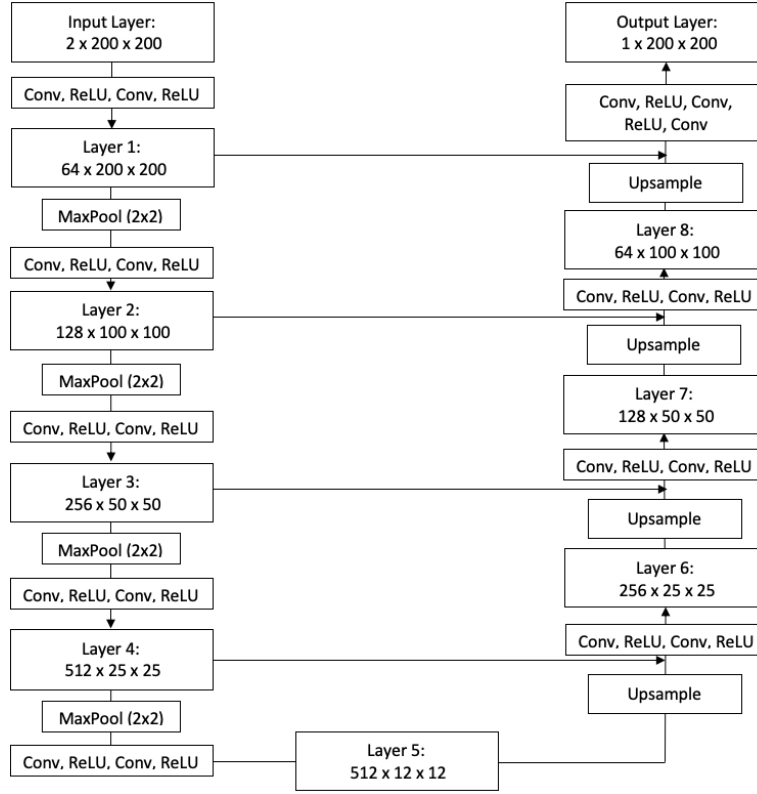 Input Layer:
2 x 200 x 200
Conv, ReLU, Conv, ReLU
Layer 1:
64 x 200 x 200
MaxPool (2x2)
Conv, ReLU, Conv, ReLU
Layer 2:
128 x 100 x 100
MaxPool (2x2)
Conv, ReLU, Conv, ReLU
Layer 3:
256 x 50 x 50
MaxPool (2x2)
Conv, ReLU, Conv, ReLU
Layer 4:
512 x 25 x 25
MaxPool (2x2)
Conv, ReLU, Conv, ReLU
Layer 5:
512 x 12 x 12
Output Layer:
1 x 200 x 200
Conv, ReLU, Conv,
ReLU, Conv
Upsample
Layer 8:
64 x 100 x 100
Conv, ReLU, Conv, ReLU
Upsample
Layer 7:
128 x 50 x 50
Conv, ReLU, Conv, ReLU
Upsample
Layer 6:
256 x 25 x 25
Conv, ReLU, Conv, ReLU
Upsample